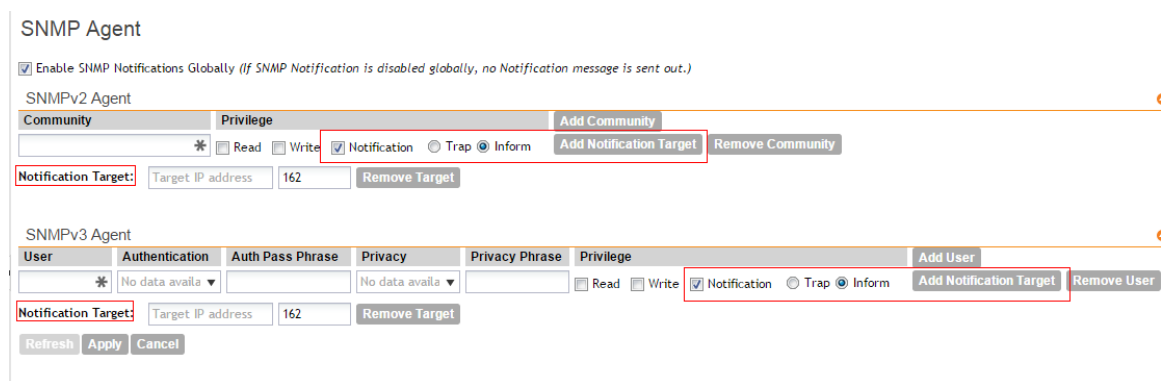 SNMP Agent
Enable SNMP Notifications Globally (If SNMP Notification is disabled globally, no Notification message is sent out.)
SNMPv2 Agent
Community Privilege Add Community
* Read Write Notification Trap Inform Add Notification Target Remove Community
Notification Target: Target IP address 162 Remove Target
SNMPv3 Agent
User Authentication Auth Pass Phrase Privacy Privacy Phrase Privilege Add User
* No data availa No data availa Read Write Notification Trap Inform Add Notification Target Remove User
Notification Target: Target IP address 162 Remove Target
Refresh Apply Cancel